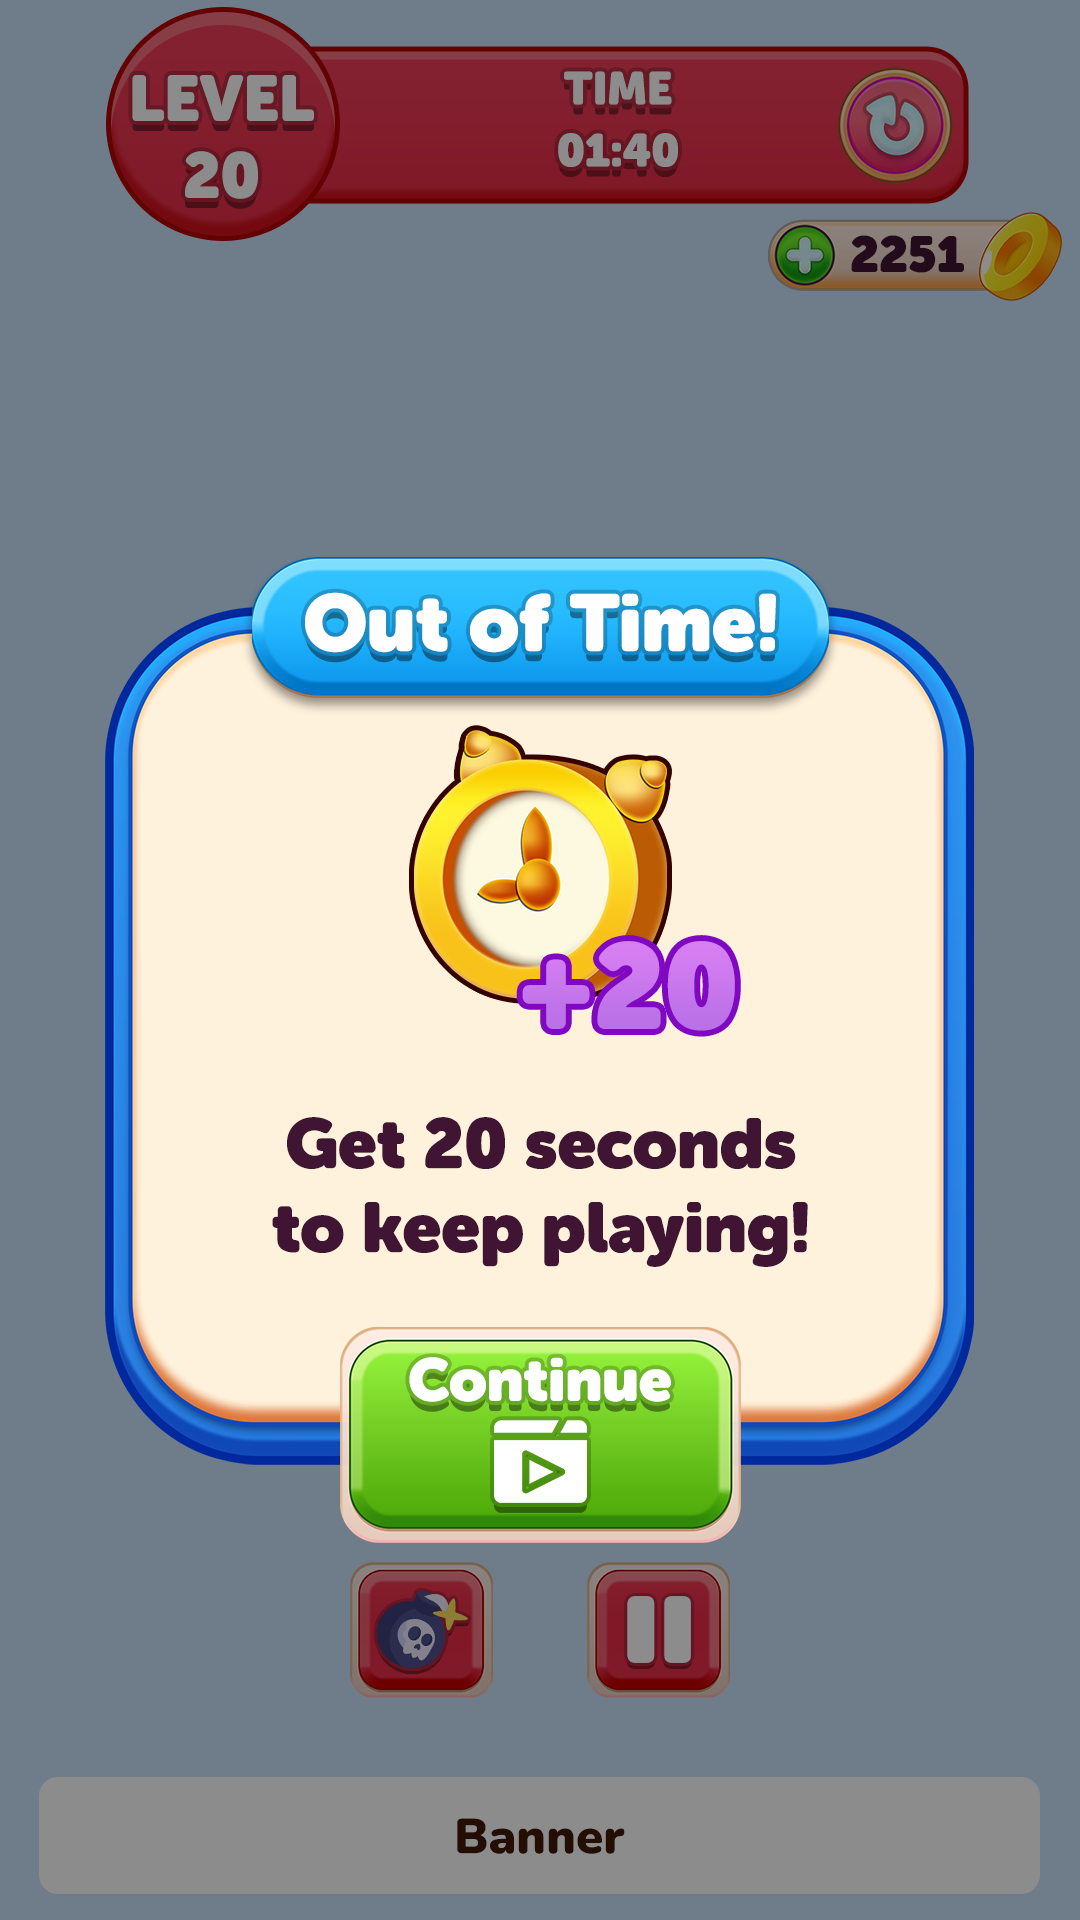 LEVEL
20
TIME
01:40
2251
Out of Time!
+20
Get 20 seconds
to keep playing!
Continue
Banner